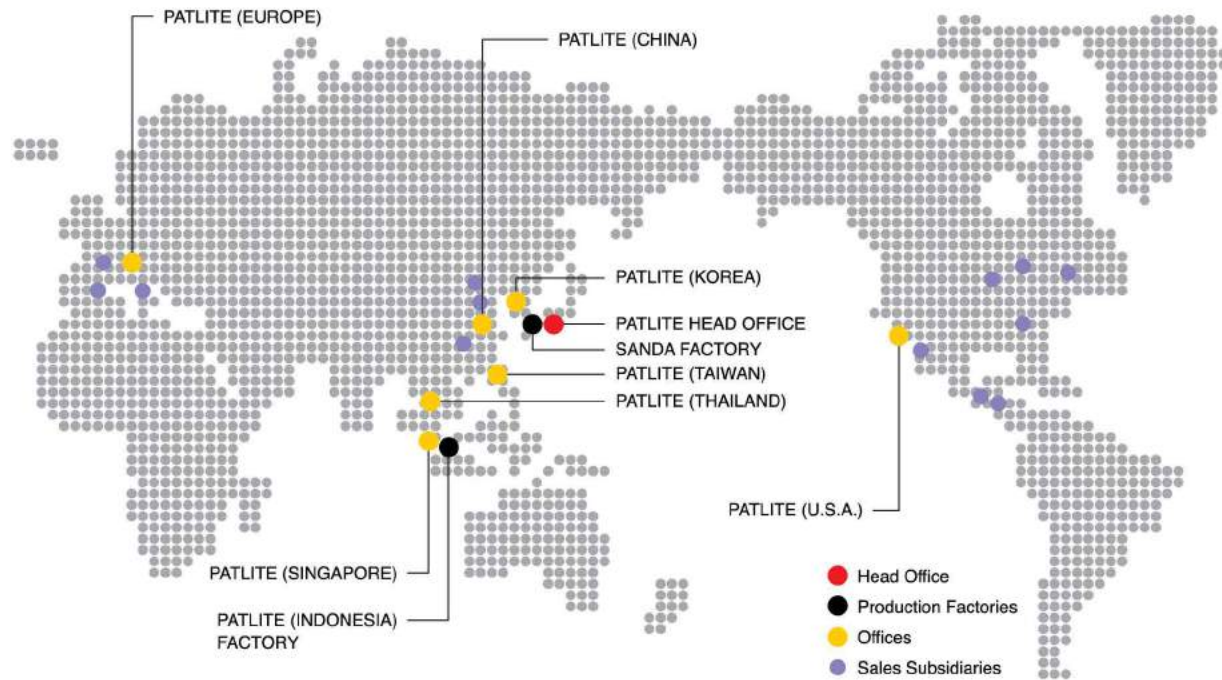 PATLITE (EUROPE)
PATLITE (CHINA)
PATLITE (KOREA)
PATLITE HEAD OFFICE
SANDA FACTORY
PATLITE (TAIWAN)
PATLITE (THAILAND)
PATLITE (U.S.A.)
PATLITE (SINGAPORE)
PATLITE (INDONESIA)
FACTORY
Head Office
Production Factories
Offices
Sales Subsidiaries